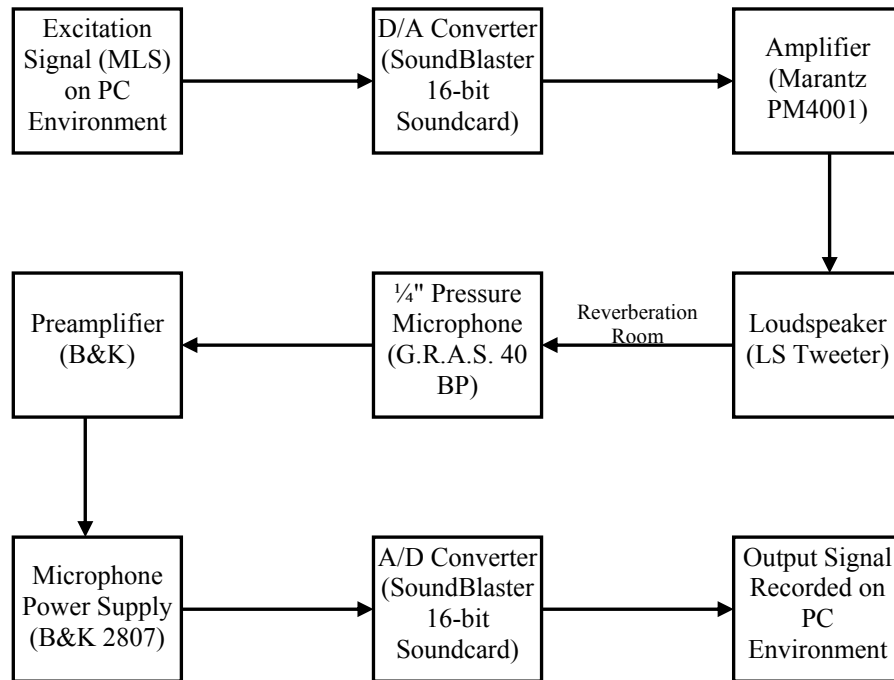 Excitation
Signal (MLS)
on PC
Environment
D/A Converter
(SoundBlaster
16-bit
Soundcard)
Amplifier
(Marantz
PM4001)
Preamplifier
(B&K)
¼" Pressure
Microphone
(G.R.A.S. 40
BP)
Reverberation
Room
Loudspeaker
(LS Tweeter)
Microphone
Power Supply
(B&K 2807)
A/D Converter
(SoundBlaster
16-bit
Soundcard)
Output Signal
Recorded on
PC
Environment